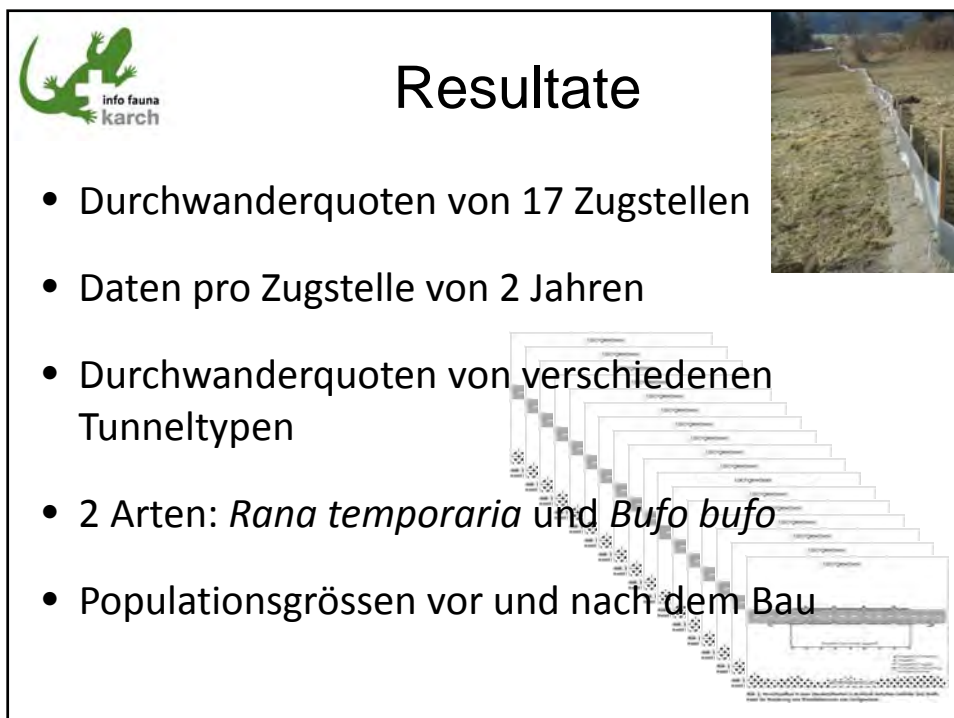 info fauna
karch
Resultate
• Durchwanderquoten von 17 Zugstellen
• Daten pro Zugstelle von 2 Jahren
• Durchwanderquoten von verschiedenen
Tunneltypen
• 2 Arten: Rana temporaria und Bufo bufo
• Populationsgrössen vor und nach dem Bau